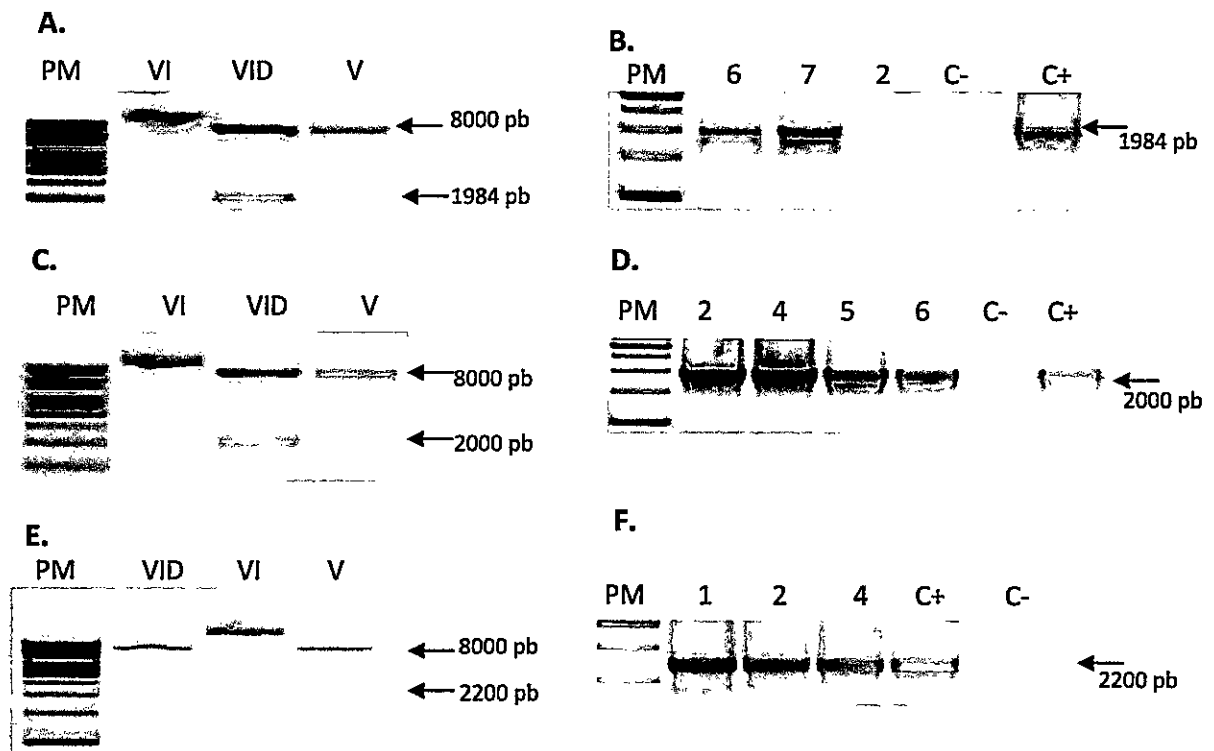 A.
PM VI VID V
8000 pb
1984 pb
B.
PM 6 7 2 C- C+
1984 pb
C.
PM VI VID V
8000 pb
2000 pb
D.
PM 2 4 5 6 C- C+
2000 pb
E.
PM VID VI V
8000 pb
2200 pb
F.
PM 1 2 4 C+ C-
2200 pb